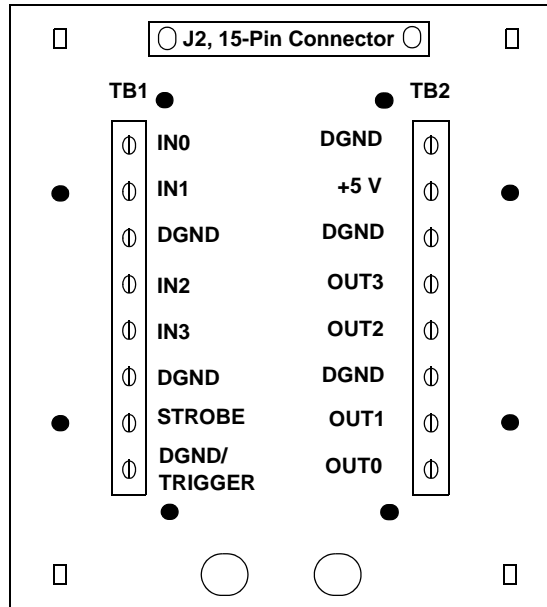 J2, 15-Pin Connector
TB1
TB2
IN0
DGND
IN1
+5 V
DGND
DGND
IN2
OUT3
IN3
OUT2
DGND
DGND
STROBE
OUT1
DGND/
TRIGGER
OUT0